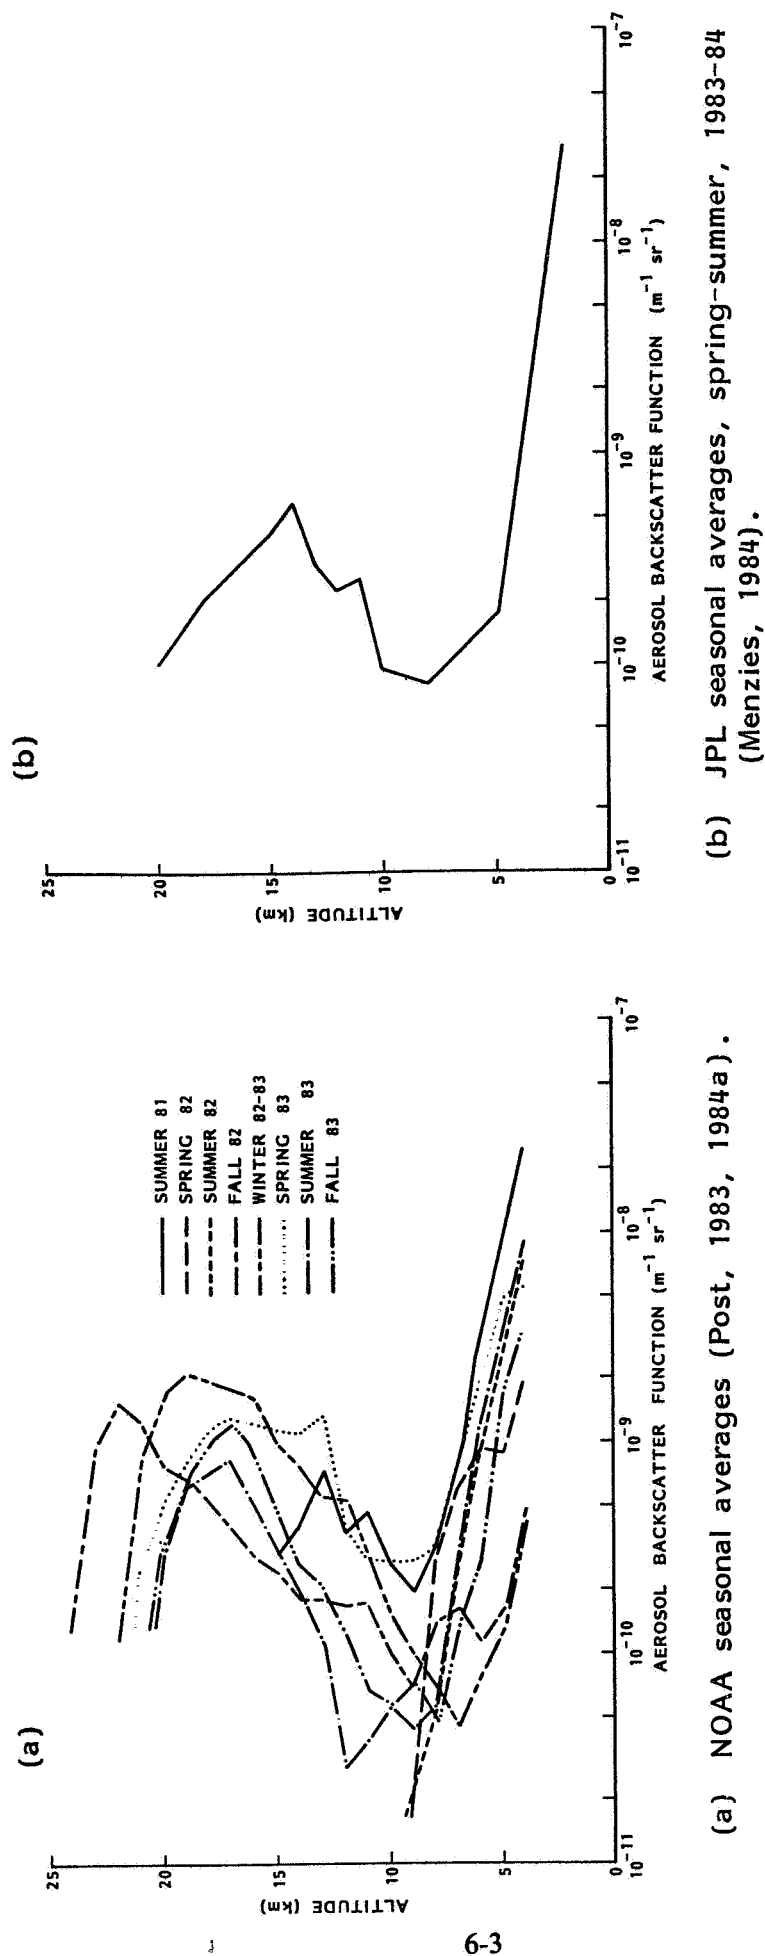 (a)
25
20
15
10
5
0
ALTITUDE (km)
SUMMER 81
SPRING 82
SUMMER 82
FALL 82
WINTER 82-83
SPRING 83
SUMMER 83
FALL 83
10-11
10-10
10-9
10-8
10-7
AEROSOL BACKSCATTER FUNCTION (m-1 sr-1)
(a) NOAA seasonal averages (Post, 1983, 1984a).
(b)
25
20
15
10
5
0
ALTITUDE (km)
10-11
10-10
10-9
10-8
10-7
AEROSOL BACKSCATTER FUNCTION (m-1 sr-1)
(b) JPL seasonal averages, spring-summer, 1983-84
(Menzies, 1984).
6-3